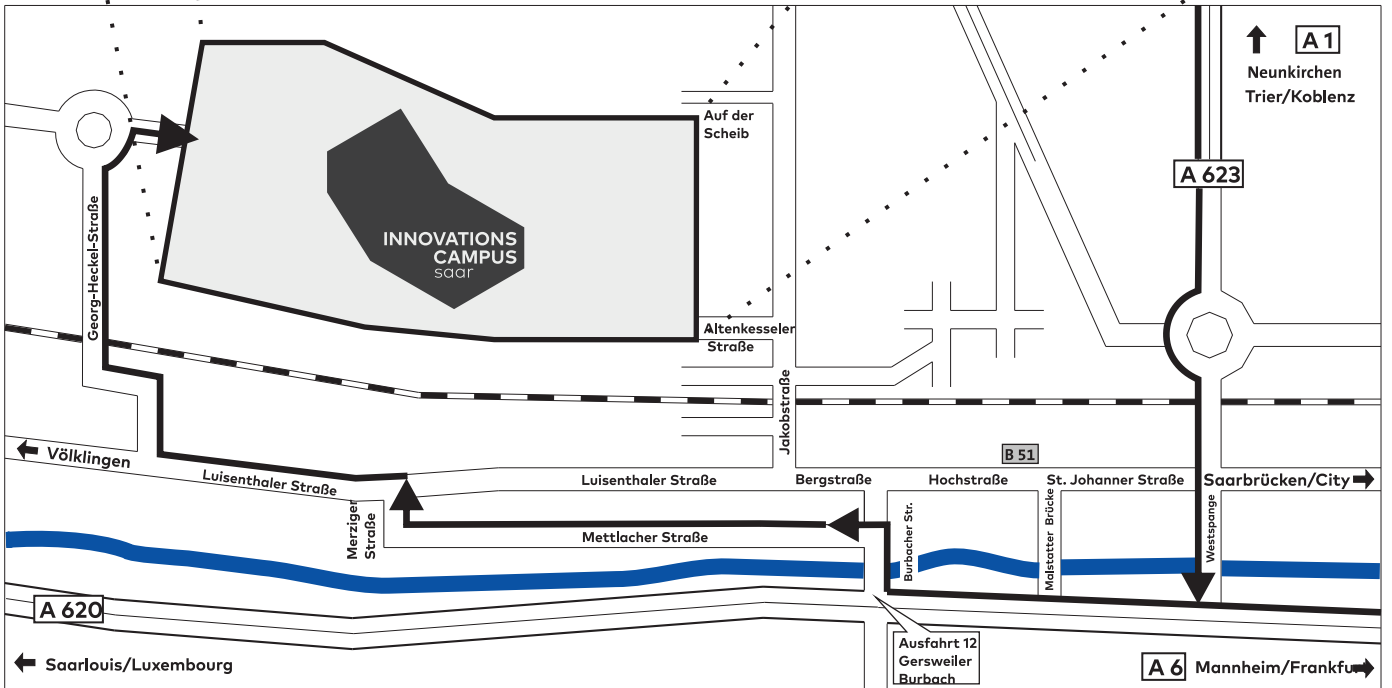 A 1
Neunkirchen
Trier/Koblenz
Auf der
Scheib
A 623
Georg-Heckel-Straße
INNOVATIONS
CAMPUS
saar
Altenkesseler
Straße
Jakobstraße
B 51
Völklingen
Luisenthaler Straße
Luisenthaler Straße
Bergstraße
Hochstraße
St. Johanner Straße
Saarbrücken/City
Merziger
Straße
Mettlacher Straße
Burbacher Str.
Malstatter Brücke
Westspange
A 620
Ausfahrt 12
Gersweiler
Burbach
Saarlouis/Luxembourg
A 6
Mannheim/Frankfu